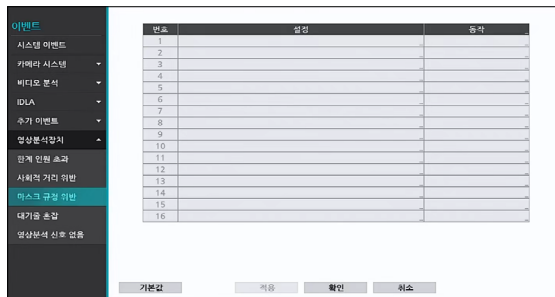 이벤트
시스템 이벤트
카메라 시스템
비디오 분석
IDLA
추가 이벤트
영상분석장치
한계 인원 초과
사회적 거리 위반
마스크 규정 위반
대기줄 혼잡
영상분석 신호 없음
번호 설정 동작
1
2
3
4
5
6
7
8
9
10
11
12
13
14
15
16
기본값 적용 확인 취소